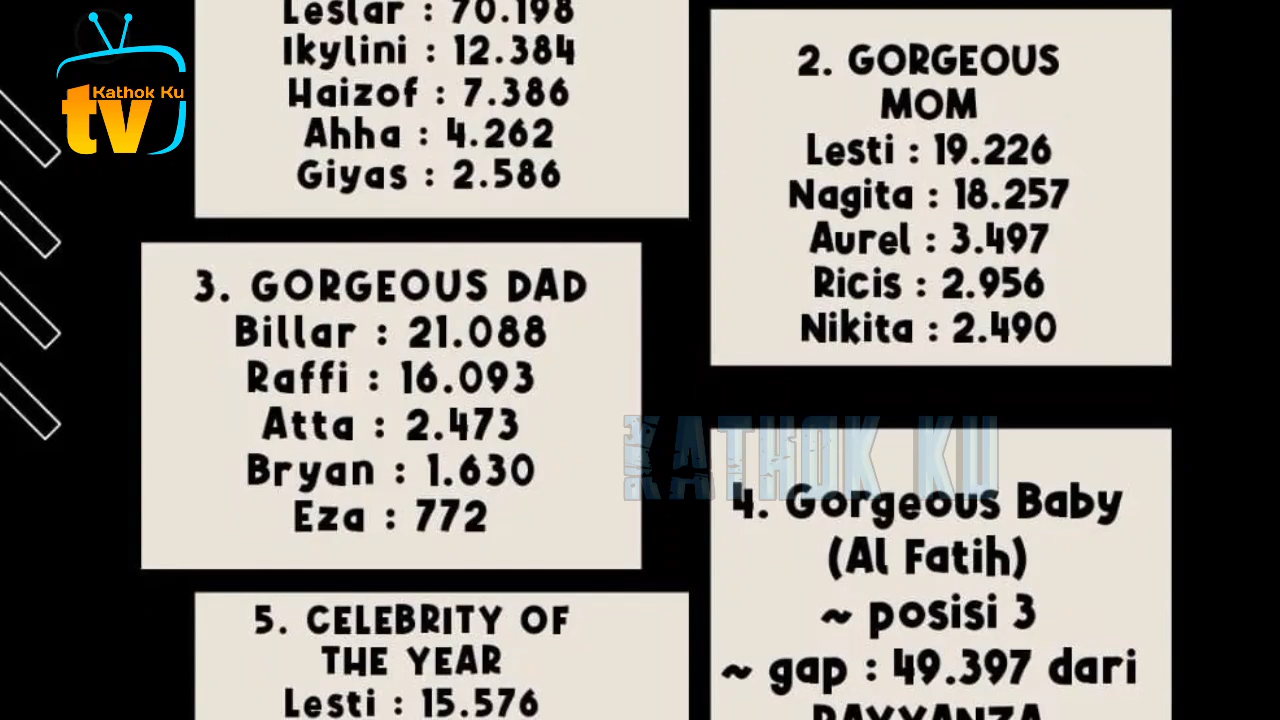 Kathok Ku
tv
Leslar : 70.198
Ikylini : 12.384
Haizof : 7.386
Ahha : 4.262
Giyas : 2.586
2. GORGEOUS
MOM
Lesti : 19.226
Nagita : 18.257
Aurel : 3.497
Ricis : 2.956
Nikita : 2.490
3. GORGEOUS DAD
Billar : 21.088
Raffi : 16.093
Atta : 2.473
Bryan : 1.630
Eza : 772
KATHOK KU
4. Gorgeous Baby
(Al Fatih)
~ posisi 3
~ gap : 49.397 dari
RAYYANZA
5. CELEBRITY OF
THE YEAR
Lesti : 15.576